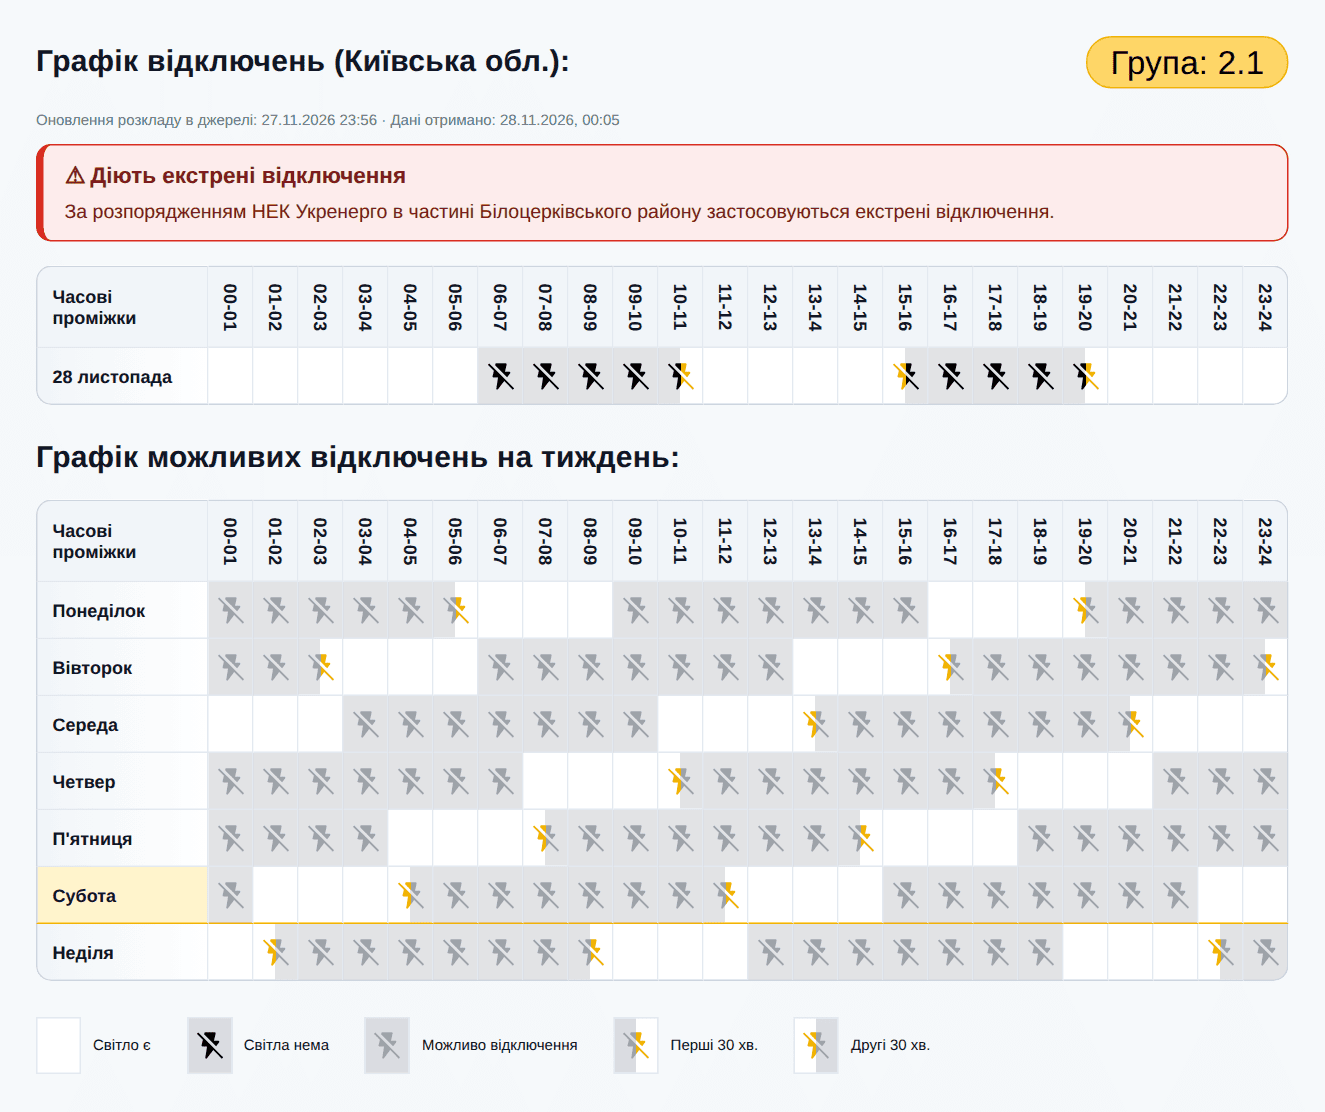 Графік відключень (Київська обл.):
Група: 2.1
Оновлення розкладу в джерелі: 27.11.2026 23:56 · Дані отримано: 28.11.2026, 00:05
⚠ Діють екстрені відключення
За розпорядженням НЕК Укренерго в частині Білоцерківського району застосовуються екстрені відключення.
Часові проміжки 00-01 01-02 02-03 03-04 04-05 05-06 06-07 07-08 08-09 09-10 10-11 11-12 12-13 13-14 14-15 15-16 16-17 17-18 18-19 19-20 20-21 21-22 22-23 23-24
28 листопада
Графік можливих відключень на тиждень:
Часові проміжки 00-01 01-02 02-03 03-04 04-05 05-06 06-07 07-08 08-09 09-10 10-11 11-12 12-13 13-14 14-15 15-16 16-17 17-18 18-19 19-20 20-21 21-22 22-23 23-24
Понеділок
Вівторок
Середа
Четвер
П'ятниця
Субота
Неділя
Світло є Світла нема Можливо відключення Перші 30 хв. Другі 30 хв.